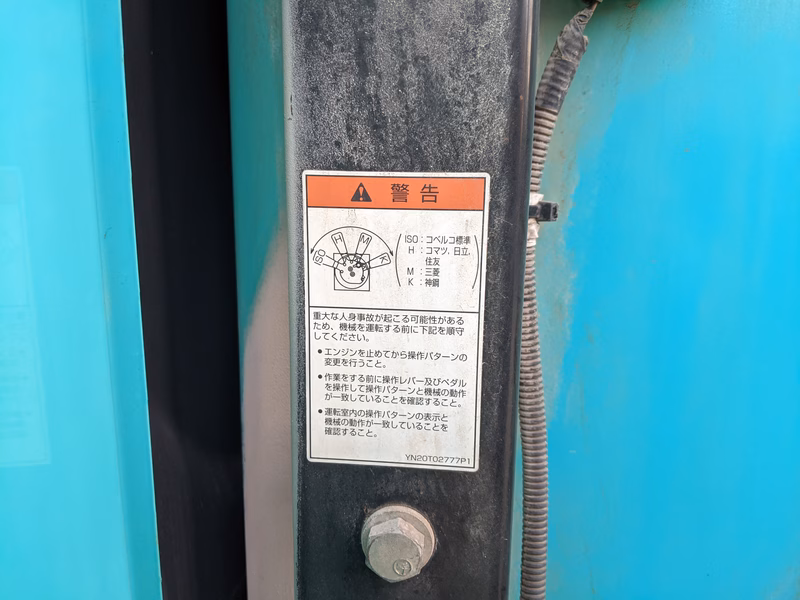 警告
ISO H M K
ISO：コベルコ標準
H：コマツ，日立，
住友
M：三菱
K：神鋼
重大な人身事故が起こる可能性がある
ため、機械を運転する前に下記を順守
してください。
●エンジンを止めてから操作パターンの
変更を行うこと。
●作業をする前に操作レバー及びペダル
を操作して操作パターンと機械の動作
が一致していることを確認すること。
●運転室内の操作パターンの表示と
機械の動作が一致していることを
確認すること。
YN20T02777P1